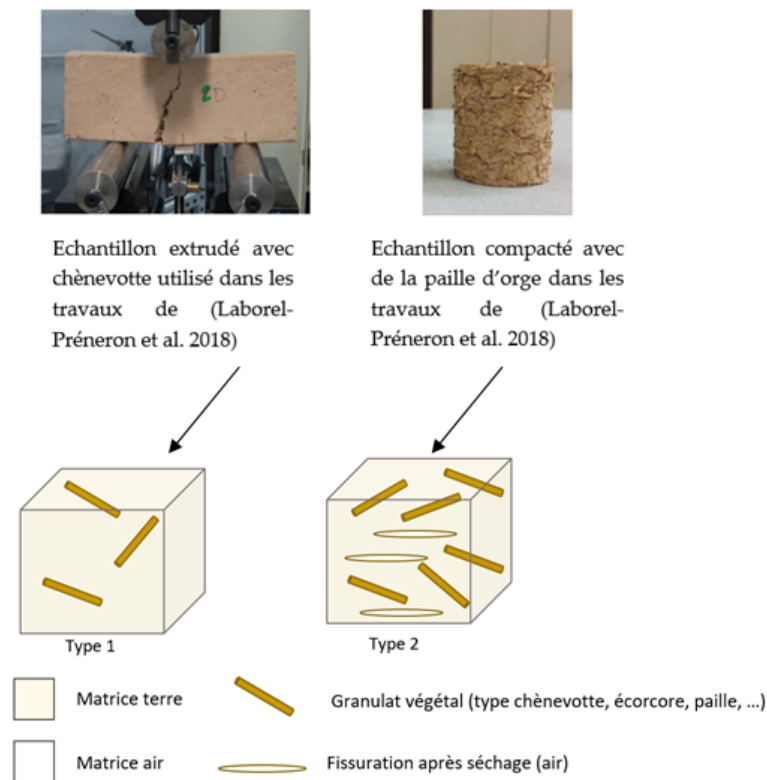 2D
Echantillon extrudé avec
chènevotte utilisé dans les
travaux de (Laborel-
Préneron et al. 2018)
Echantillon compacté avec
de la paille d'orge dans les
travaux de (Laborel-
Préneron et al. 2018)
Type 1
Type 2
Matrice terre
Granulat végétal (type chènevotte, écorcore, paille, ...)
Matrice air
Fissuration après séchage (air)